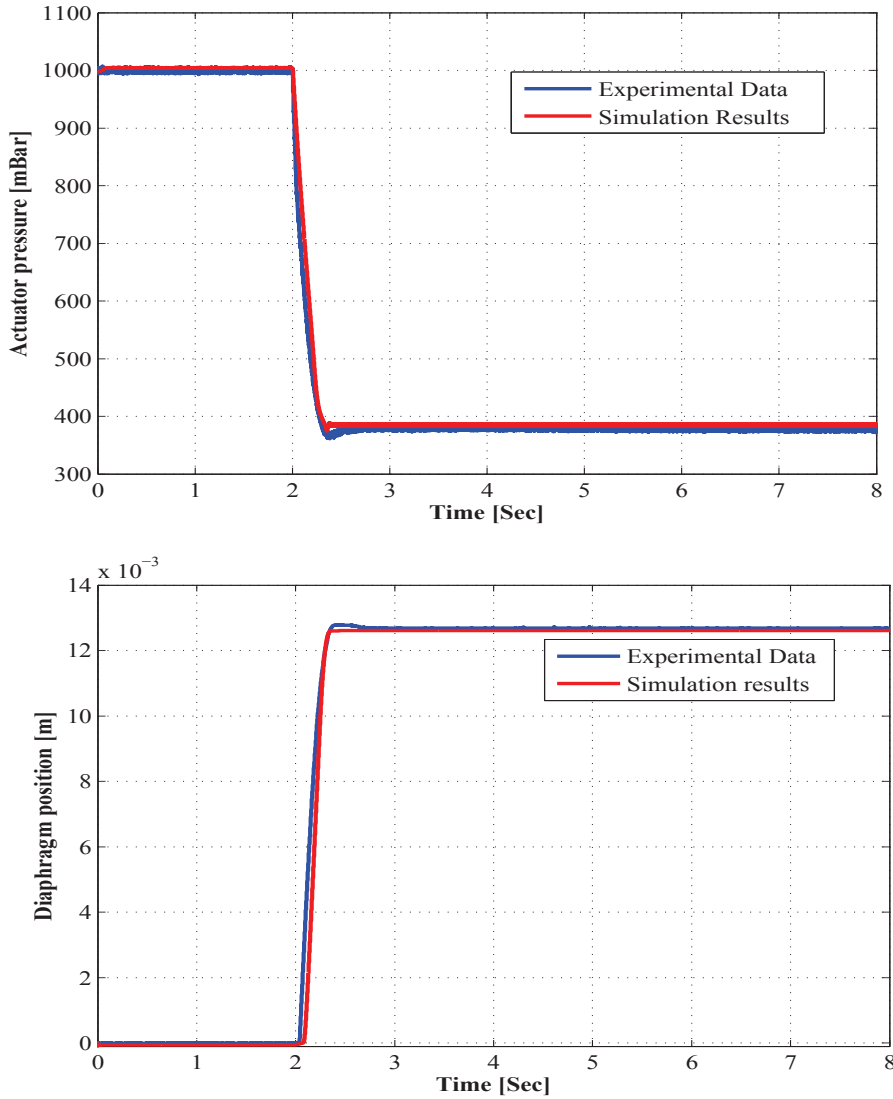 1100
1000
900
800
700
600
500
400
300
Actuator pressure [mBar]
Experimental Data
Simulation Results
0 1 2 3 4 5 6 7 8
Time [Sec]
x 10−3
14
12
10
8
6
4
2
0
Diaphragm position [m]
Experimental Data
Simulation results
0 1 2 3 4 5 6 7 8
Time [Sec]